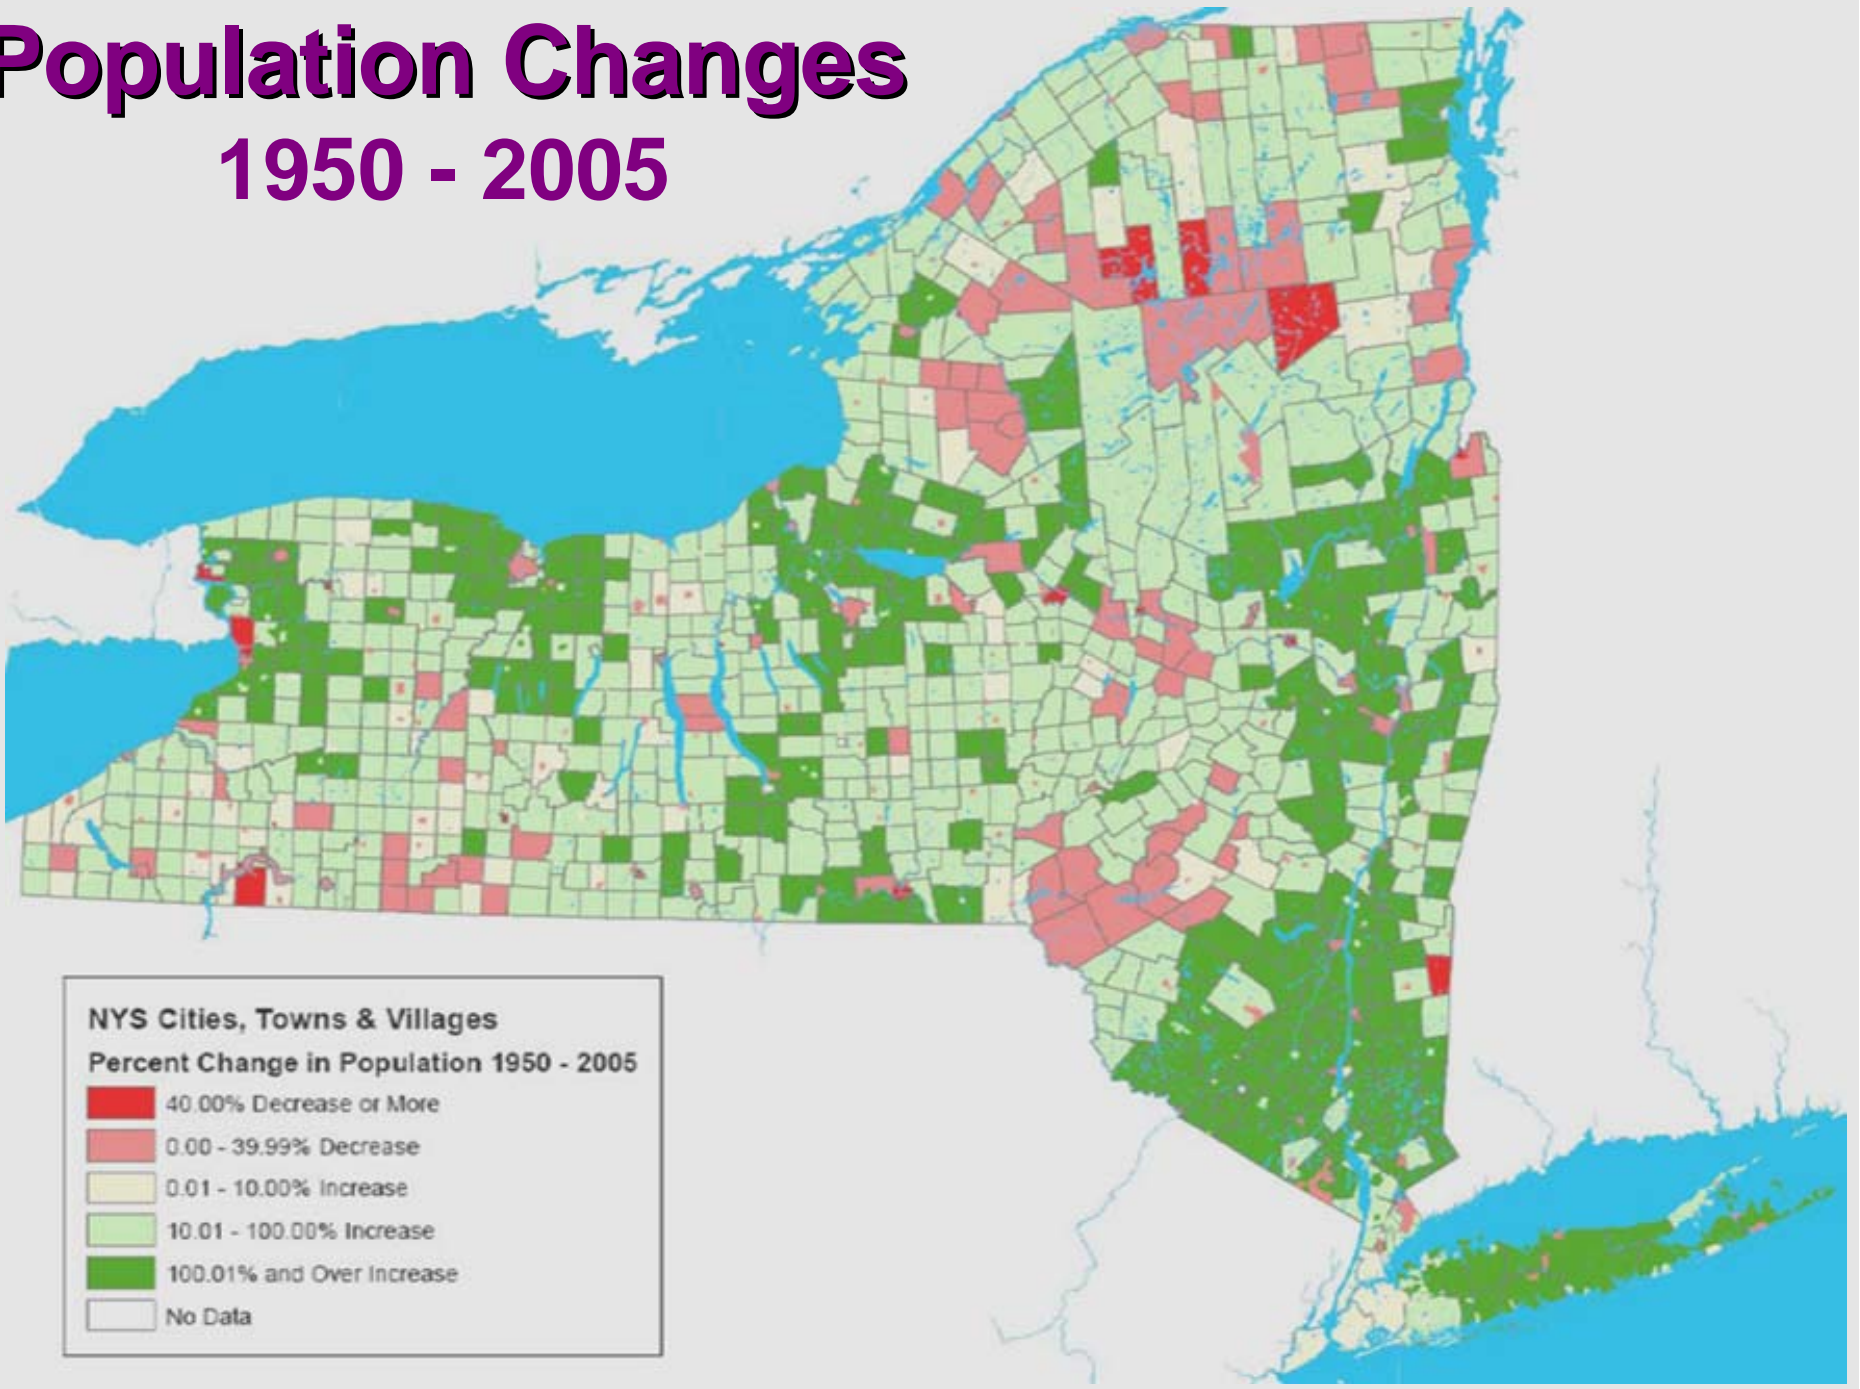 Population Changes
1950 - 2005
NYS Cities, Towns & Villages
Percent Change in Population 1950 - 2005
40.00% Decrease or More
0.00 - 39.99% Decrease
0.01 - 10.00% Increase
10.01 - 100.00% Increase
100.01% and Over Increase
No Data